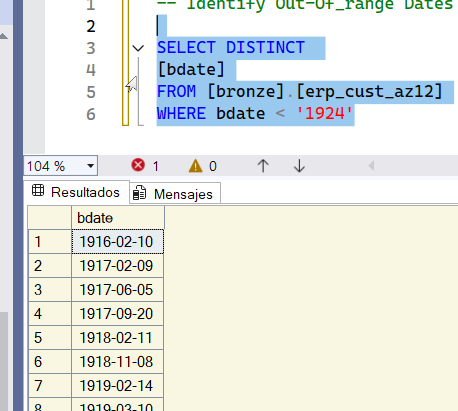 1 -- Identify Out-Of_range Dates
2
3 SELECT DISTINCT
4 [bdate]
5 FROM [bronze].[erp_cust_az12]
6 WHERE bdate < '1924'
104 % 1 0
Resultados Mensajes
bdate
1 1916-02-10
2 1917-02-09
3 1917-06-05
4 1917-09-20
5 1918-02-11
6 1918-11-08
7 1919-02-14
1919-03-10